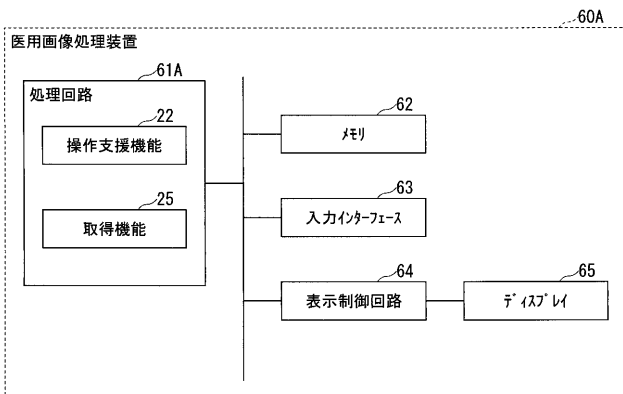 60A
医用画像処理装置
61A
処理回路
22
操作支援機能
25
取得機能
62
メモリ
63
入力インターフェース
64
表示制御回路
65
ディスプレイ